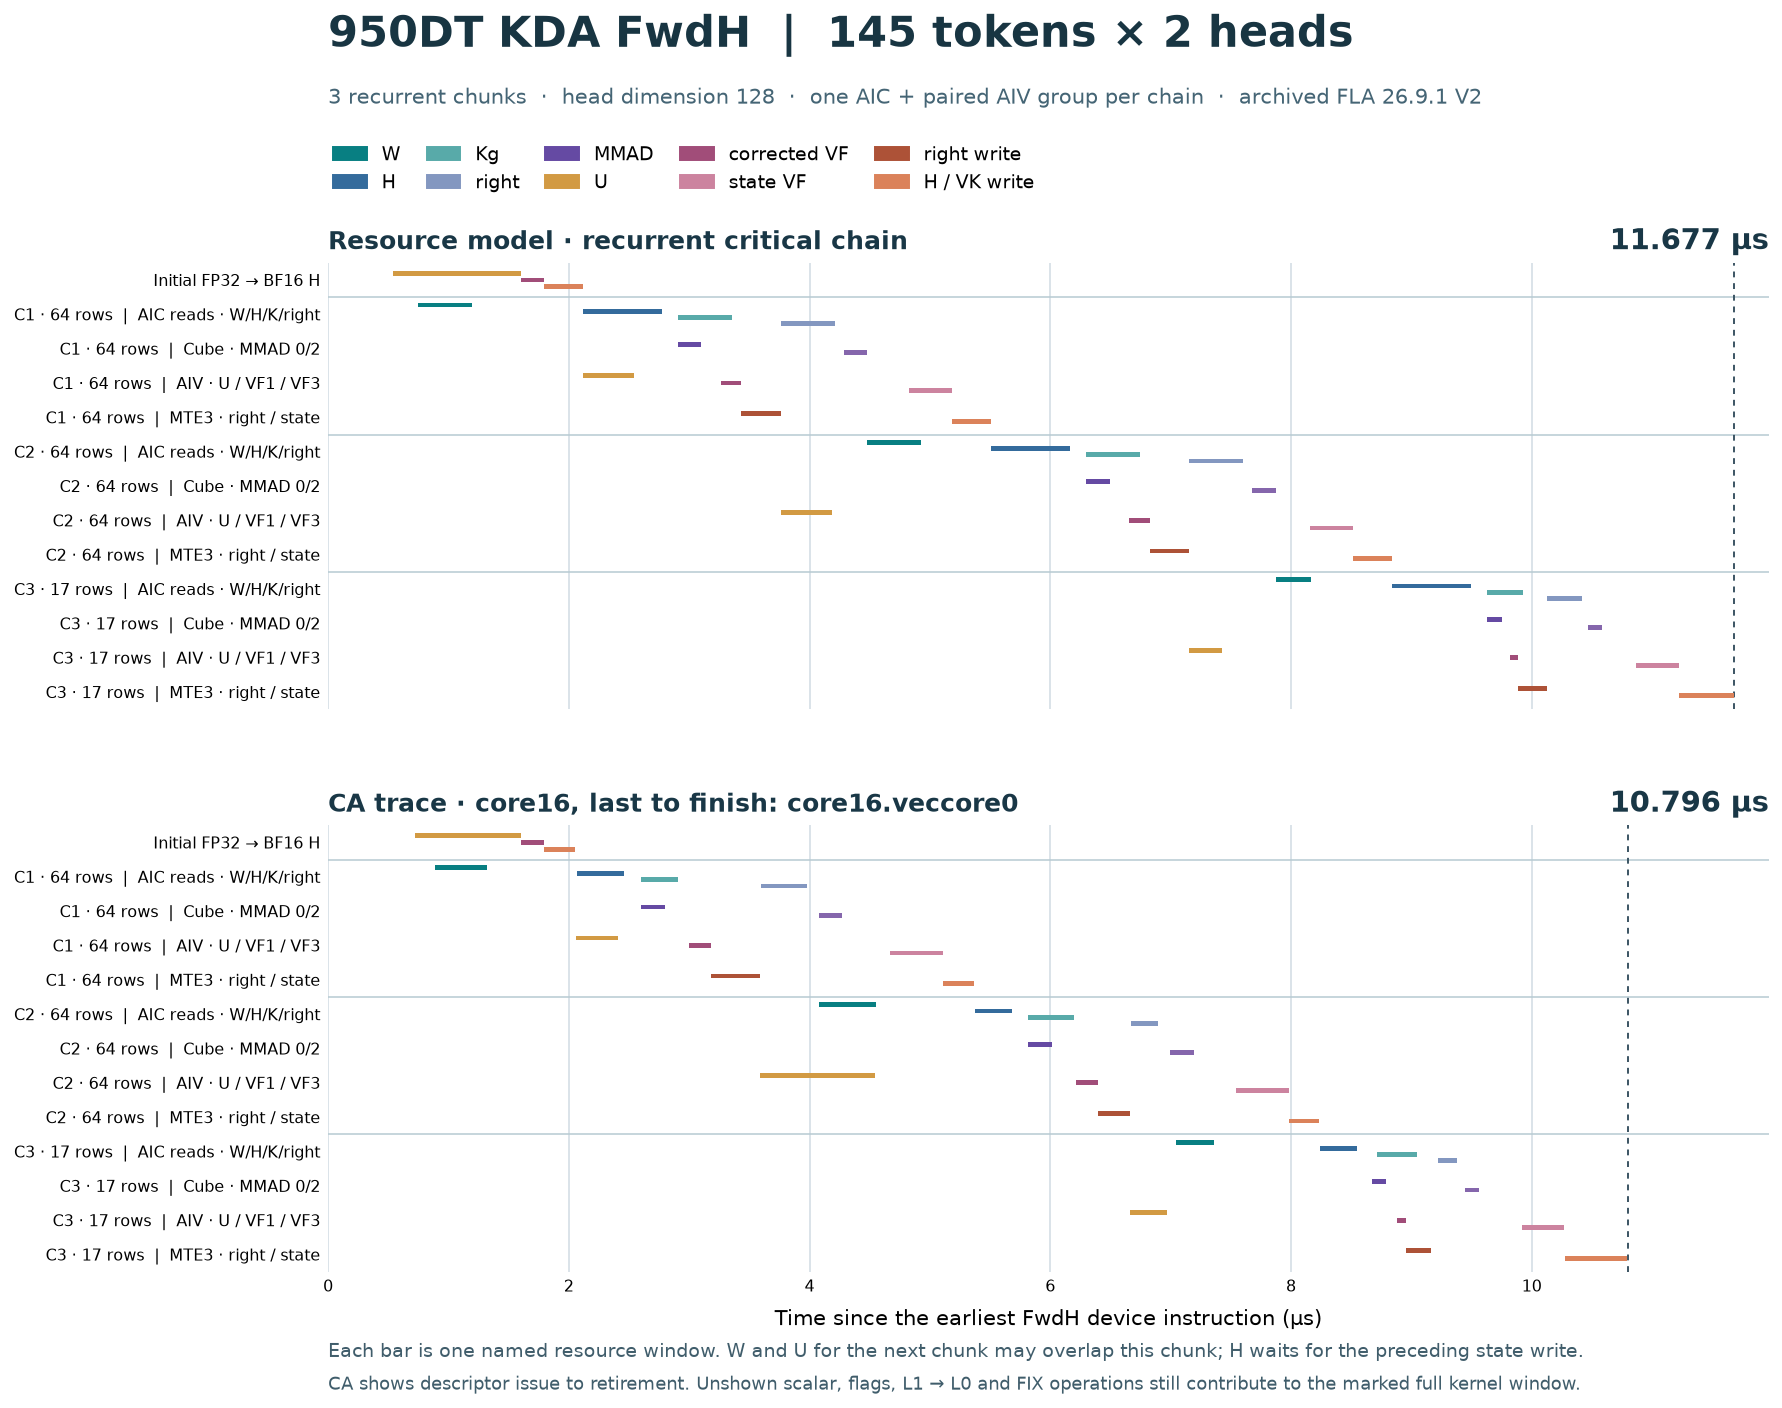 950DT KDA FwdH | 145 tokens × 2 heads
3 recurrent chunks · head dimension 128 · one AIC + paired AIV group per chain · archived FLA 26.9.1 V2
W Kg MMAD corrected VF right write
H right U state VF H / VK write
Resource model · recurrent critical chain 11.677 µs
Initial FP32 → BF16 H
C1 · 64 rows | AIC reads · W/H/K/right
C1 · 64 rows | Cube · MMAD 0/2
C1 · 64 rows | AIV · U / VF1 / VF3
C1 · 64 rows | MTE3 · right / state
C2 · 64 rows | AIC reads · W/H/K/right
C2 · 64 rows | Cube · MMAD 0/2
C2 · 64 rows | AIV · U / VF1 / VF3
C2 · 64 rows | MTE3 · right / state
C3 · 17 rows | AIC reads · W/H/K/right
C3 · 17 rows | Cube · MMAD 0/2
C3 · 17 rows | AIV · U / VF1 / VF3
C3 · 17 rows | MTE3 · right / state
CA trace · core16, last to finish: core16.veccore0 10.796 µs
Initial FP32 → BF16 H
C1 · 64 rows | AIC reads · W/H/K/right
C1 · 64 rows | Cube · MMAD 0/2
C1 · 64 rows | AIV · U / VF1 / VF3
C1 · 64 rows | MTE3 · right / state
C2 · 64 rows | AIC reads · W/H/K/right
C2 · 64 rows | Cube · MMAD 0/2
C2 · 64 rows | AIV · U / VF1 / VF3
C2 · 64 rows | MTE3 · right / state
C3 · 17 rows | AIC reads · W/H/K/right
C3 · 17 rows | Cube · MMAD 0/2
C3 · 17 rows | AIV · U / VF1 / VF3
C3 · 17 rows | MTE3 · right / state
0 2 4 6 8 10
Time since the earliest FwdH device instruction (µs)
Each bar is one named resource window. W and U for the next chunk may overlap this chunk; H waits for the preceding state write.
CA shows descriptor issue to retirement. Unshown scalar, flags, L1 → L0 and FIX operations still contribute to the marked full kernel window.